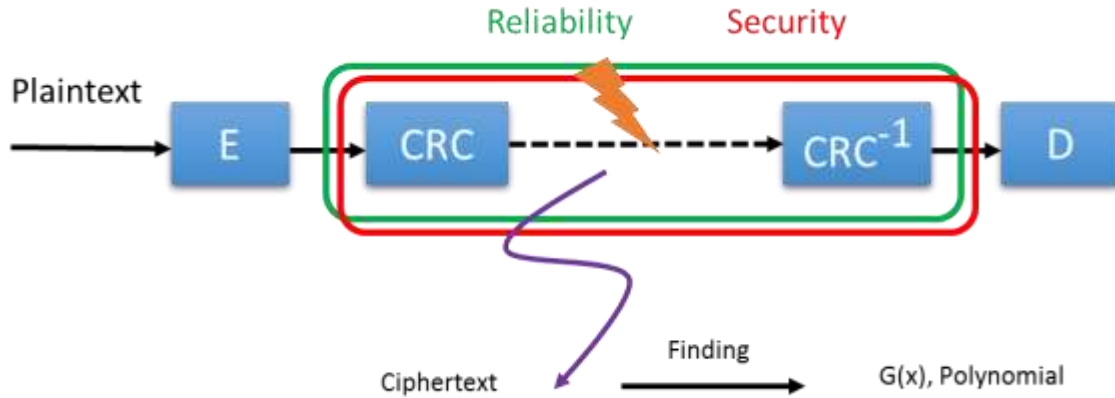 Reliability Security
Plaintext
E CRC CRC⁻¹ D
Finding
Ciphertext G(x), Polynomial